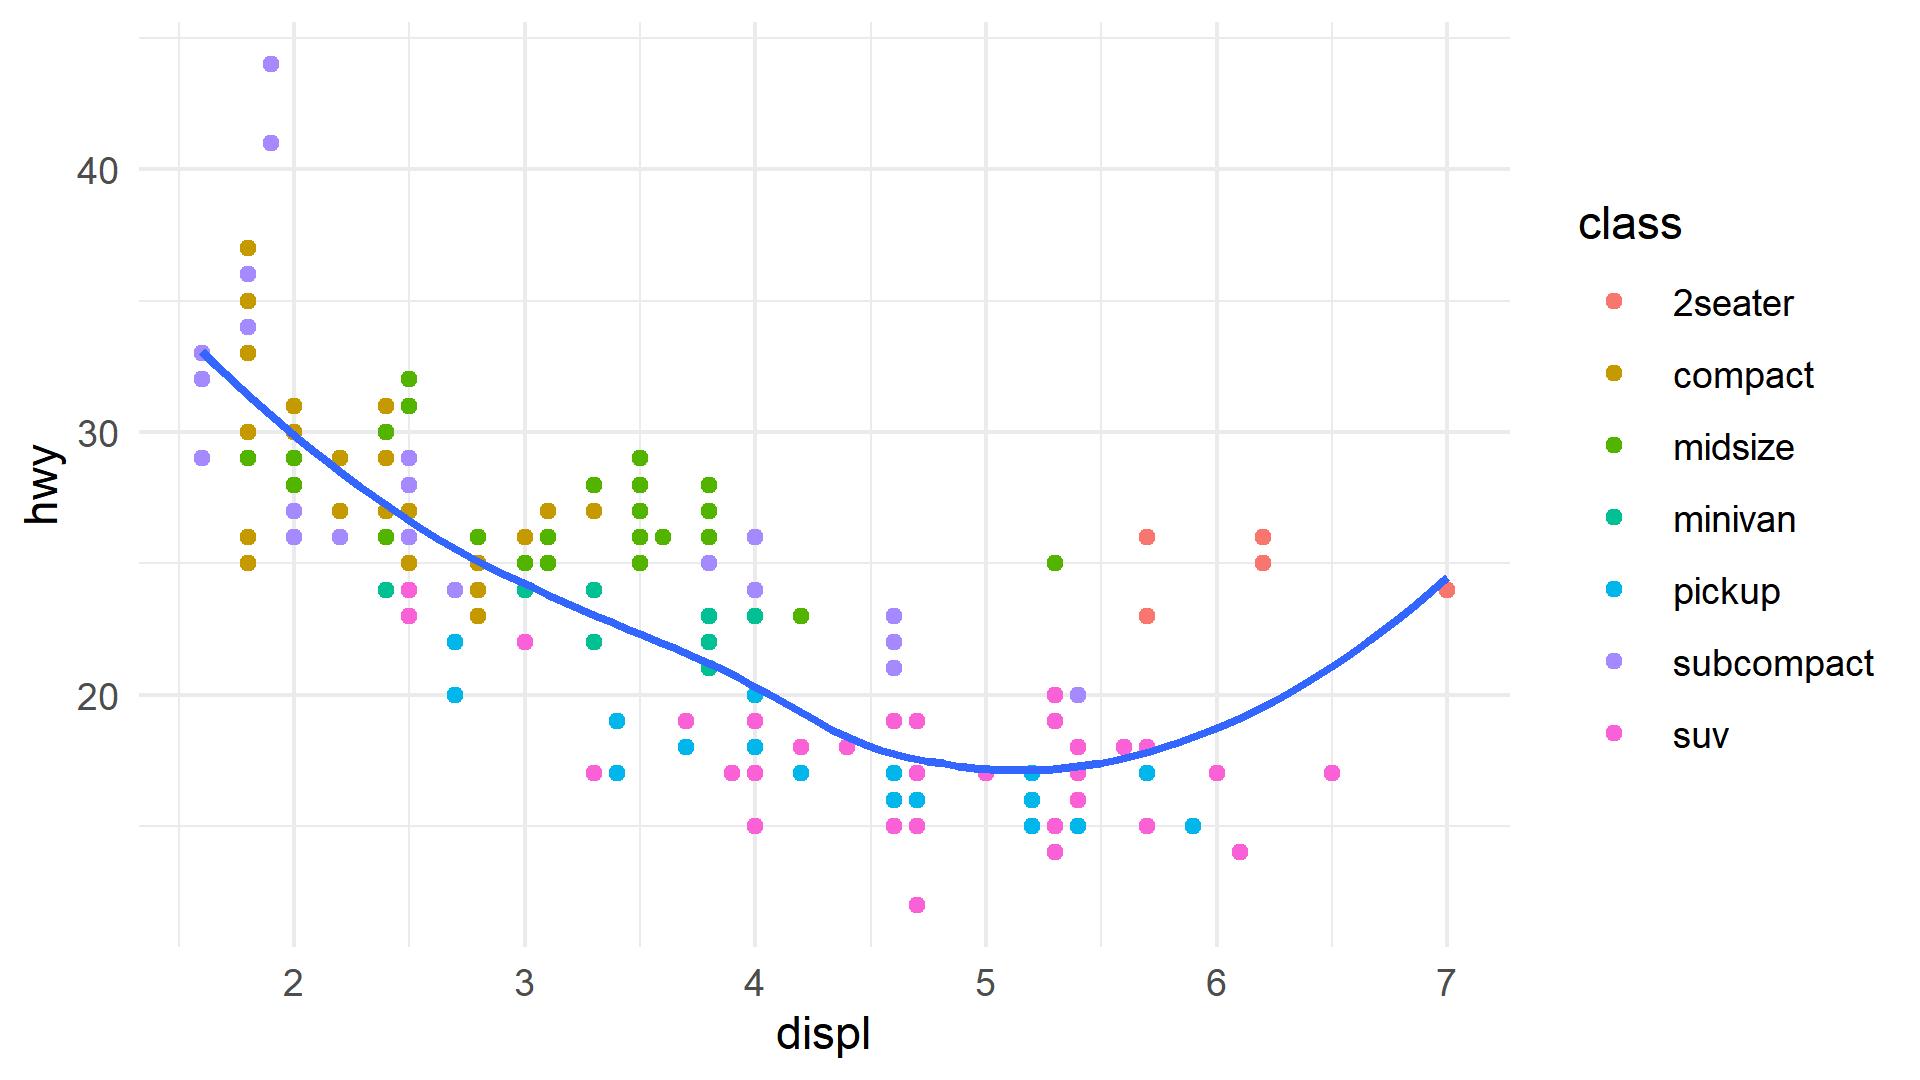 40
30
20
hwy
2 3 4 5 6 7
displ
class
2seater
compact
midsize
minivan
pickup
subcompact
suv